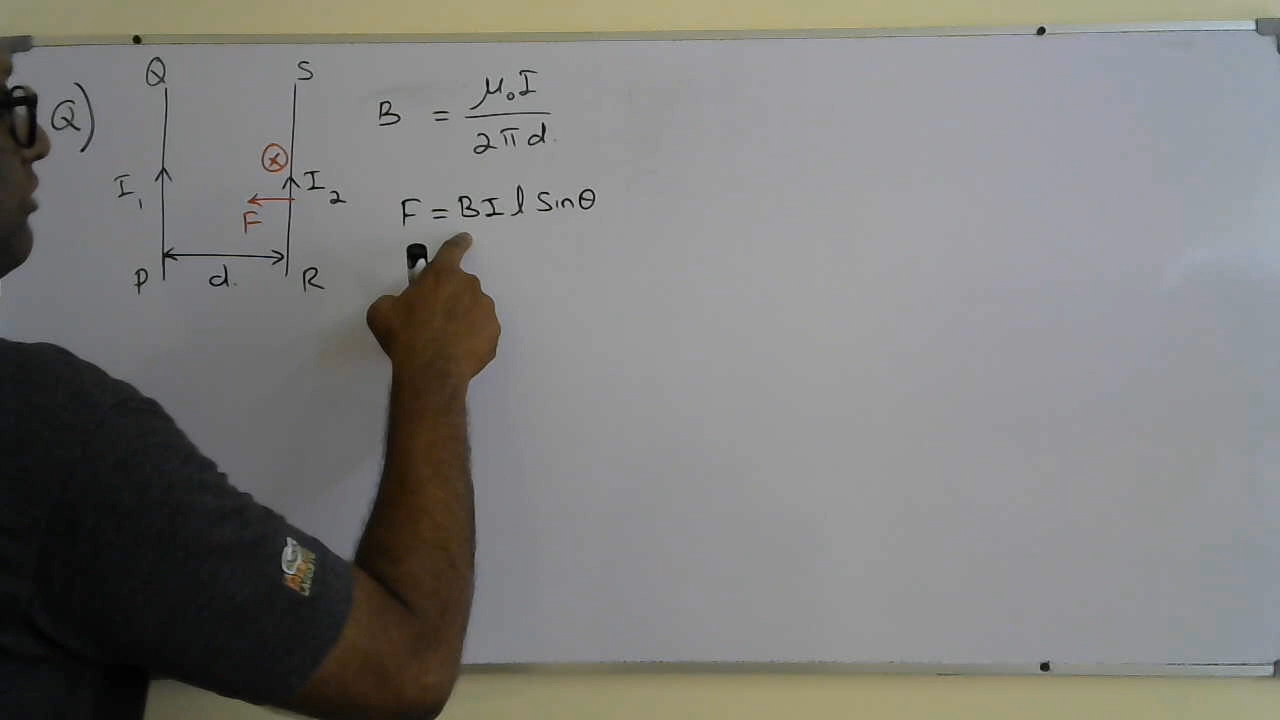 Q)
Q
S
I₁
⊗
I₂
F
P
d.
R
B = μ₀I / 2πd.
F = BIl Sinθ